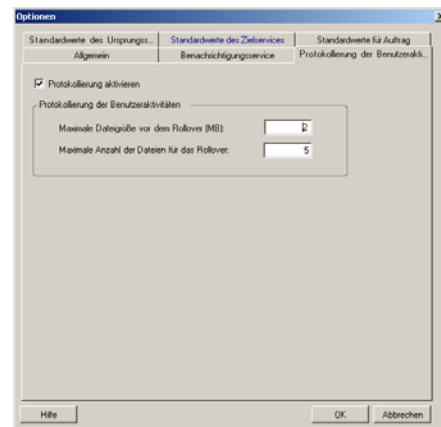 Optionen
Standardwerte des Ursprungss...
Standardwerte des Zielservices
Standardwerte für Auftrag
Allgemein
Benachrichtigungsservice
Protokollierung der Benutzerakti...
Protokollierung aktivieren
Protokollierung der Benutzeraktivitäten
Maximale Dateigröße vor dem Rollover (MB): 2
Maximale Anzahl der Dateien für das Rollover: 5
Hilfe
OK
Abbrechen